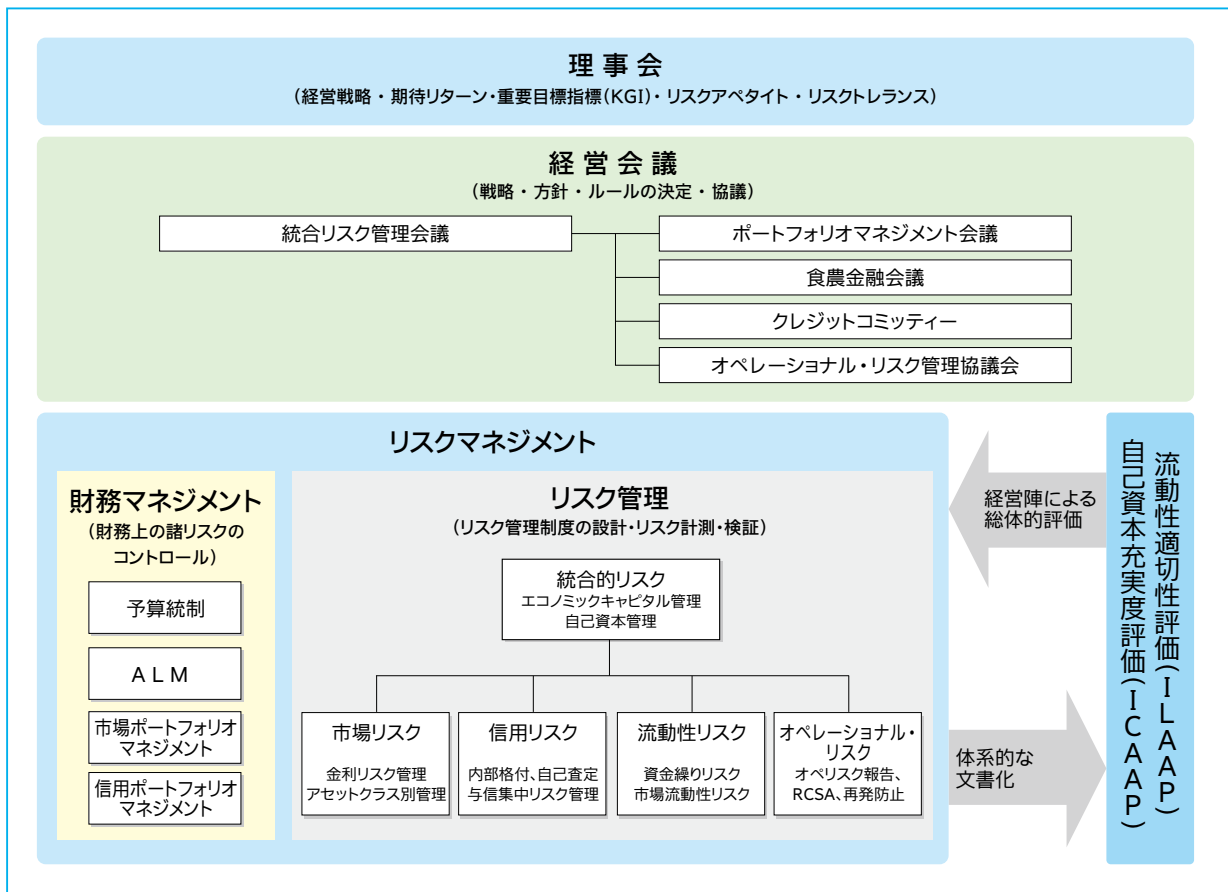 理事会
（経営戦略・期待リターン・重要目標指標（KGI）・リスクアペタイト・リスクトレランス）
経営会議
（戦略・方針・ルールの決定・協議）
統合リスク管理会議
ポートフォリオマネジメント会議
食農金融会議
クレジットコミッティー
オペレーショナル・リスク管理協議会
リスクマネジメント
財務マネジメント
（財務上の諸リスクの
コントロール）
予算統制
ALM
市場ポートフォリオ
マネジメント
信用ポートフォリオ
マネジメント
リスク管理
（リスク管理制度の設計・リスク計測・検証）
統合的リスク
エコノミックキャピタル管理
自己資本管理
市場リスク
金利リスク管理
アセットクラス別管理
信用リスク
内部格付、自己査定
与信集中リスク管理
流動性リスク
資金繰りリスク
市場流動性リスク
オペレーショナル・
リスク
オペリスク報告、
RCSA、再発防止
経営陣による
総体的評価
体系的な
文書化
流動性適切性評価（ILAAP）
自己資本充実度評価（ICAAP）